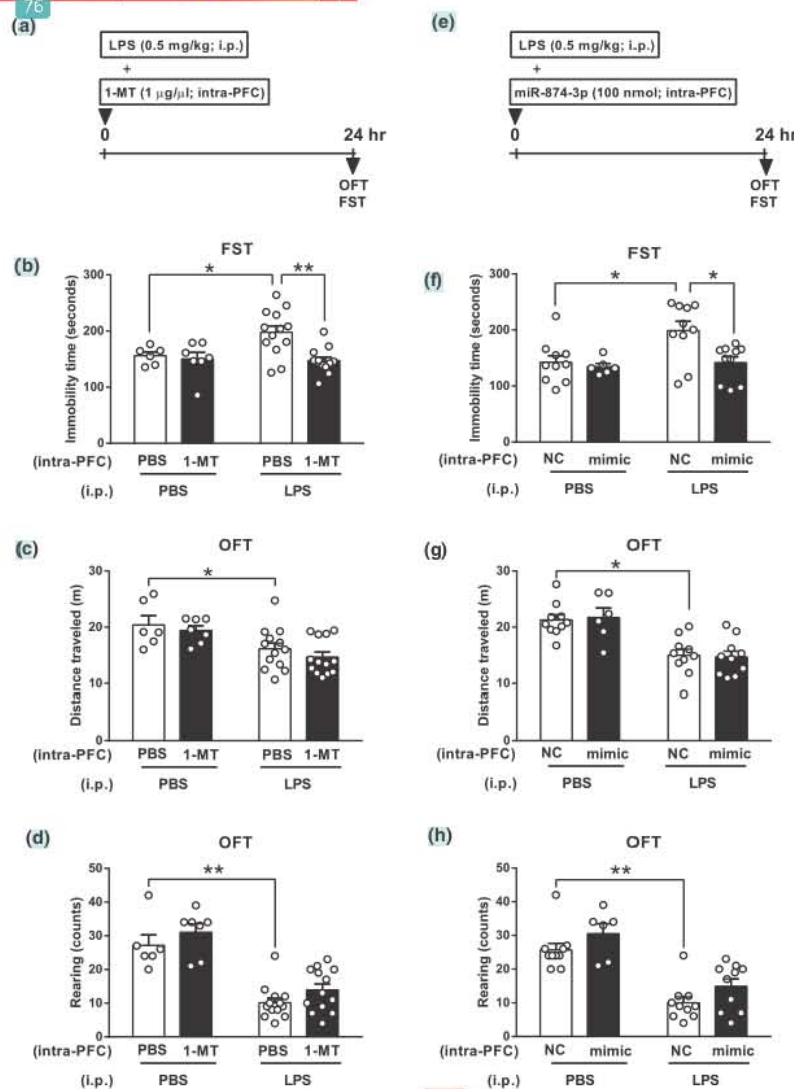 76
(a)
LPS (0.5 mg/kg; i.p.)
+
1-MT (1 μg/μl; intra-PFC)
0
24 hr
OFT
FST
(e)
LPS (0.5 mg/kg; i.p.)
+
miR-874-3p (100 nmol; intra-PFC)
0
24 hr
OFT
FST
(b)
FST
Immobility time (seconds)
300
200
100
0
*
**
(intra-PFC) PBS 1-MT PBS 1-MT
(i.p.) PBS LPS
(f)
FST
Immobility time (seconds)
300
200
100
0
*
*
(intra-PFC) NC mimic NC mimic
(i.p.) PBS LPS
(c)
OFT
Distance traveled (m)
30
20
10
0
*
(intra-PFC) PBS 1-MT PBS 1-MT
(i.p.) PBS LPS
(g)
OFT
Distance traveled (m)
30
20
10
0
*
(intra-PFC) NC mimic NC mimic
(i.p.) PBS LPS
(d)
OFT
Rearing (counts)
50
40
30
20
10
0
**
(intra-PFC) PBS 1-MT PBS 1-MT
(i.p.) PBS LPS
(h)
OFT
Rearing (counts)
50
40
30
20
10
0
**
(intra-PFC) NC mimic NC mimic
(i.p.) PBS LPS